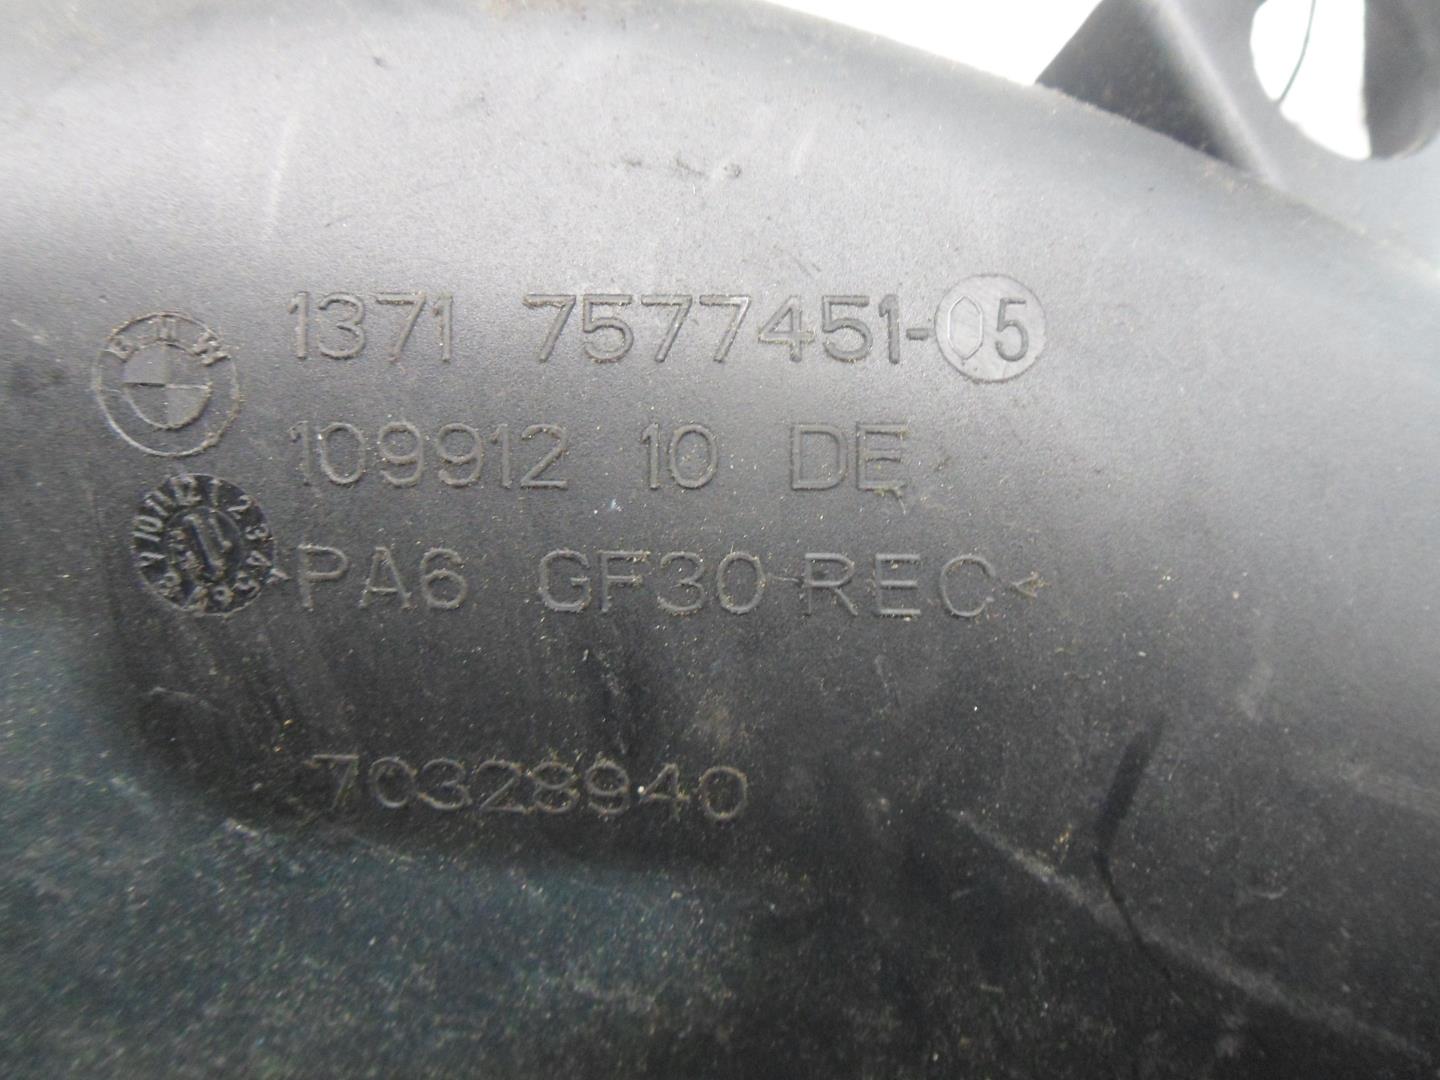 BMW
1371 7577451-05
109912 10 DE
>PA6 GF30 REC<
70328940